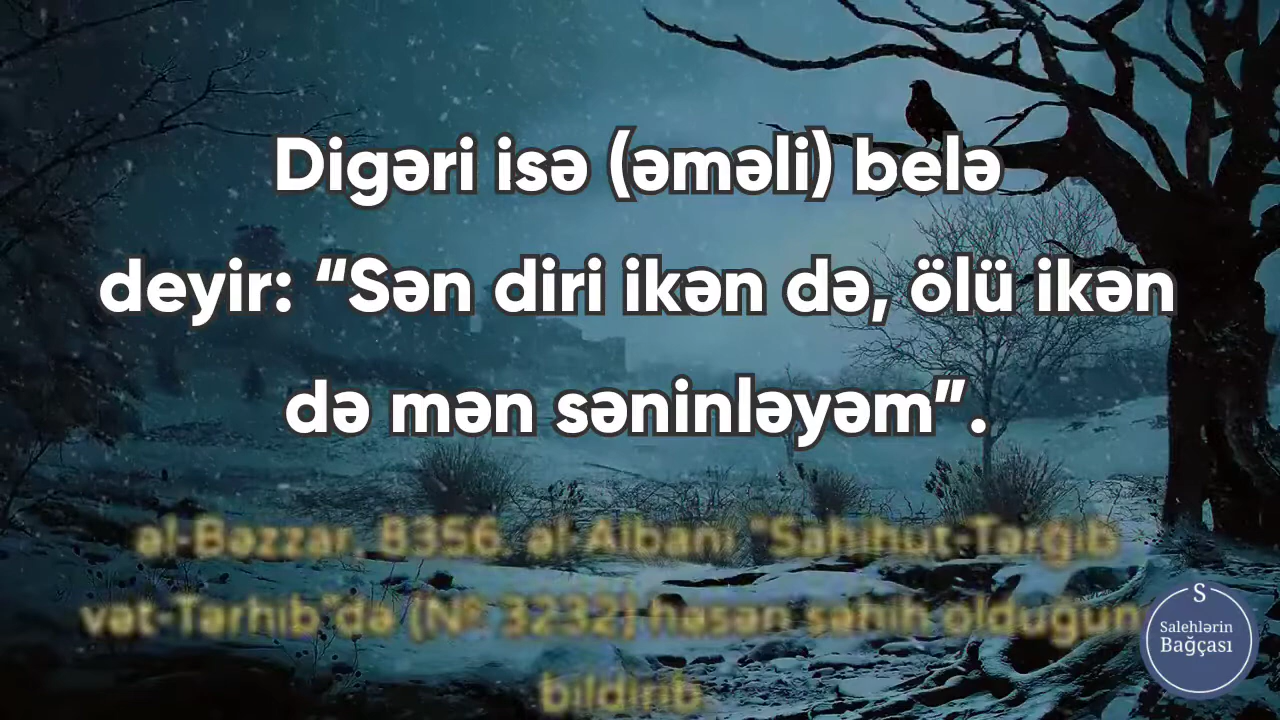 Digəri isə (əməli) belə
deyir: “Sən diri ikən də, ölü ikən
də mən səninləyəm”.
əl-Bəzzar, 8356, əl-Albani "Sahihut-Tərğib
vət-Tərhib"də (№ 3232) həsən səhih olduğunu
bildirib.
S
Salehlərin
Bağçası